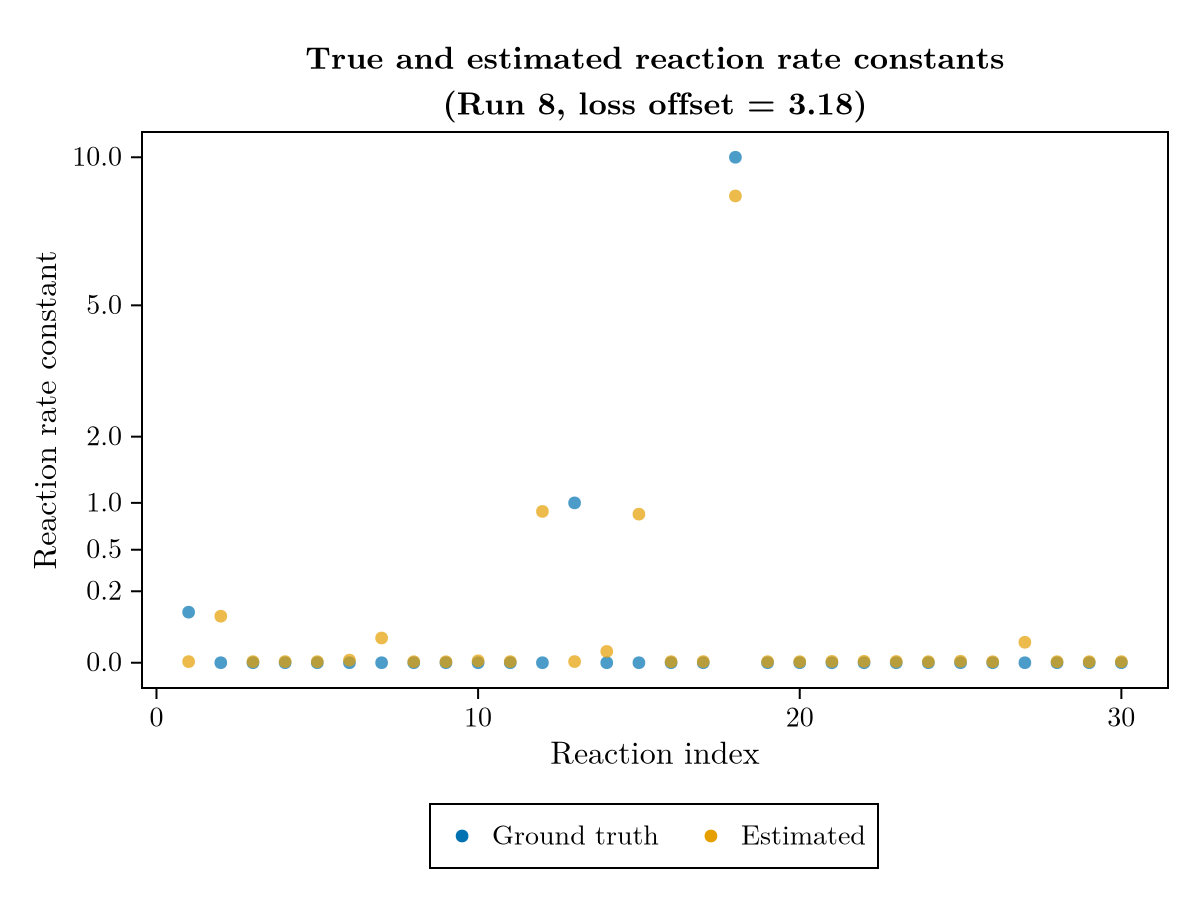 True and estimated reaction rate constants
(Run 8, loss offset = 3.18)
Reaction rate constant
10.0
5.0
2.0
1.0
0.5
0.2
0.0
0 10 20 30
Reaction index
Ground truth Estimated